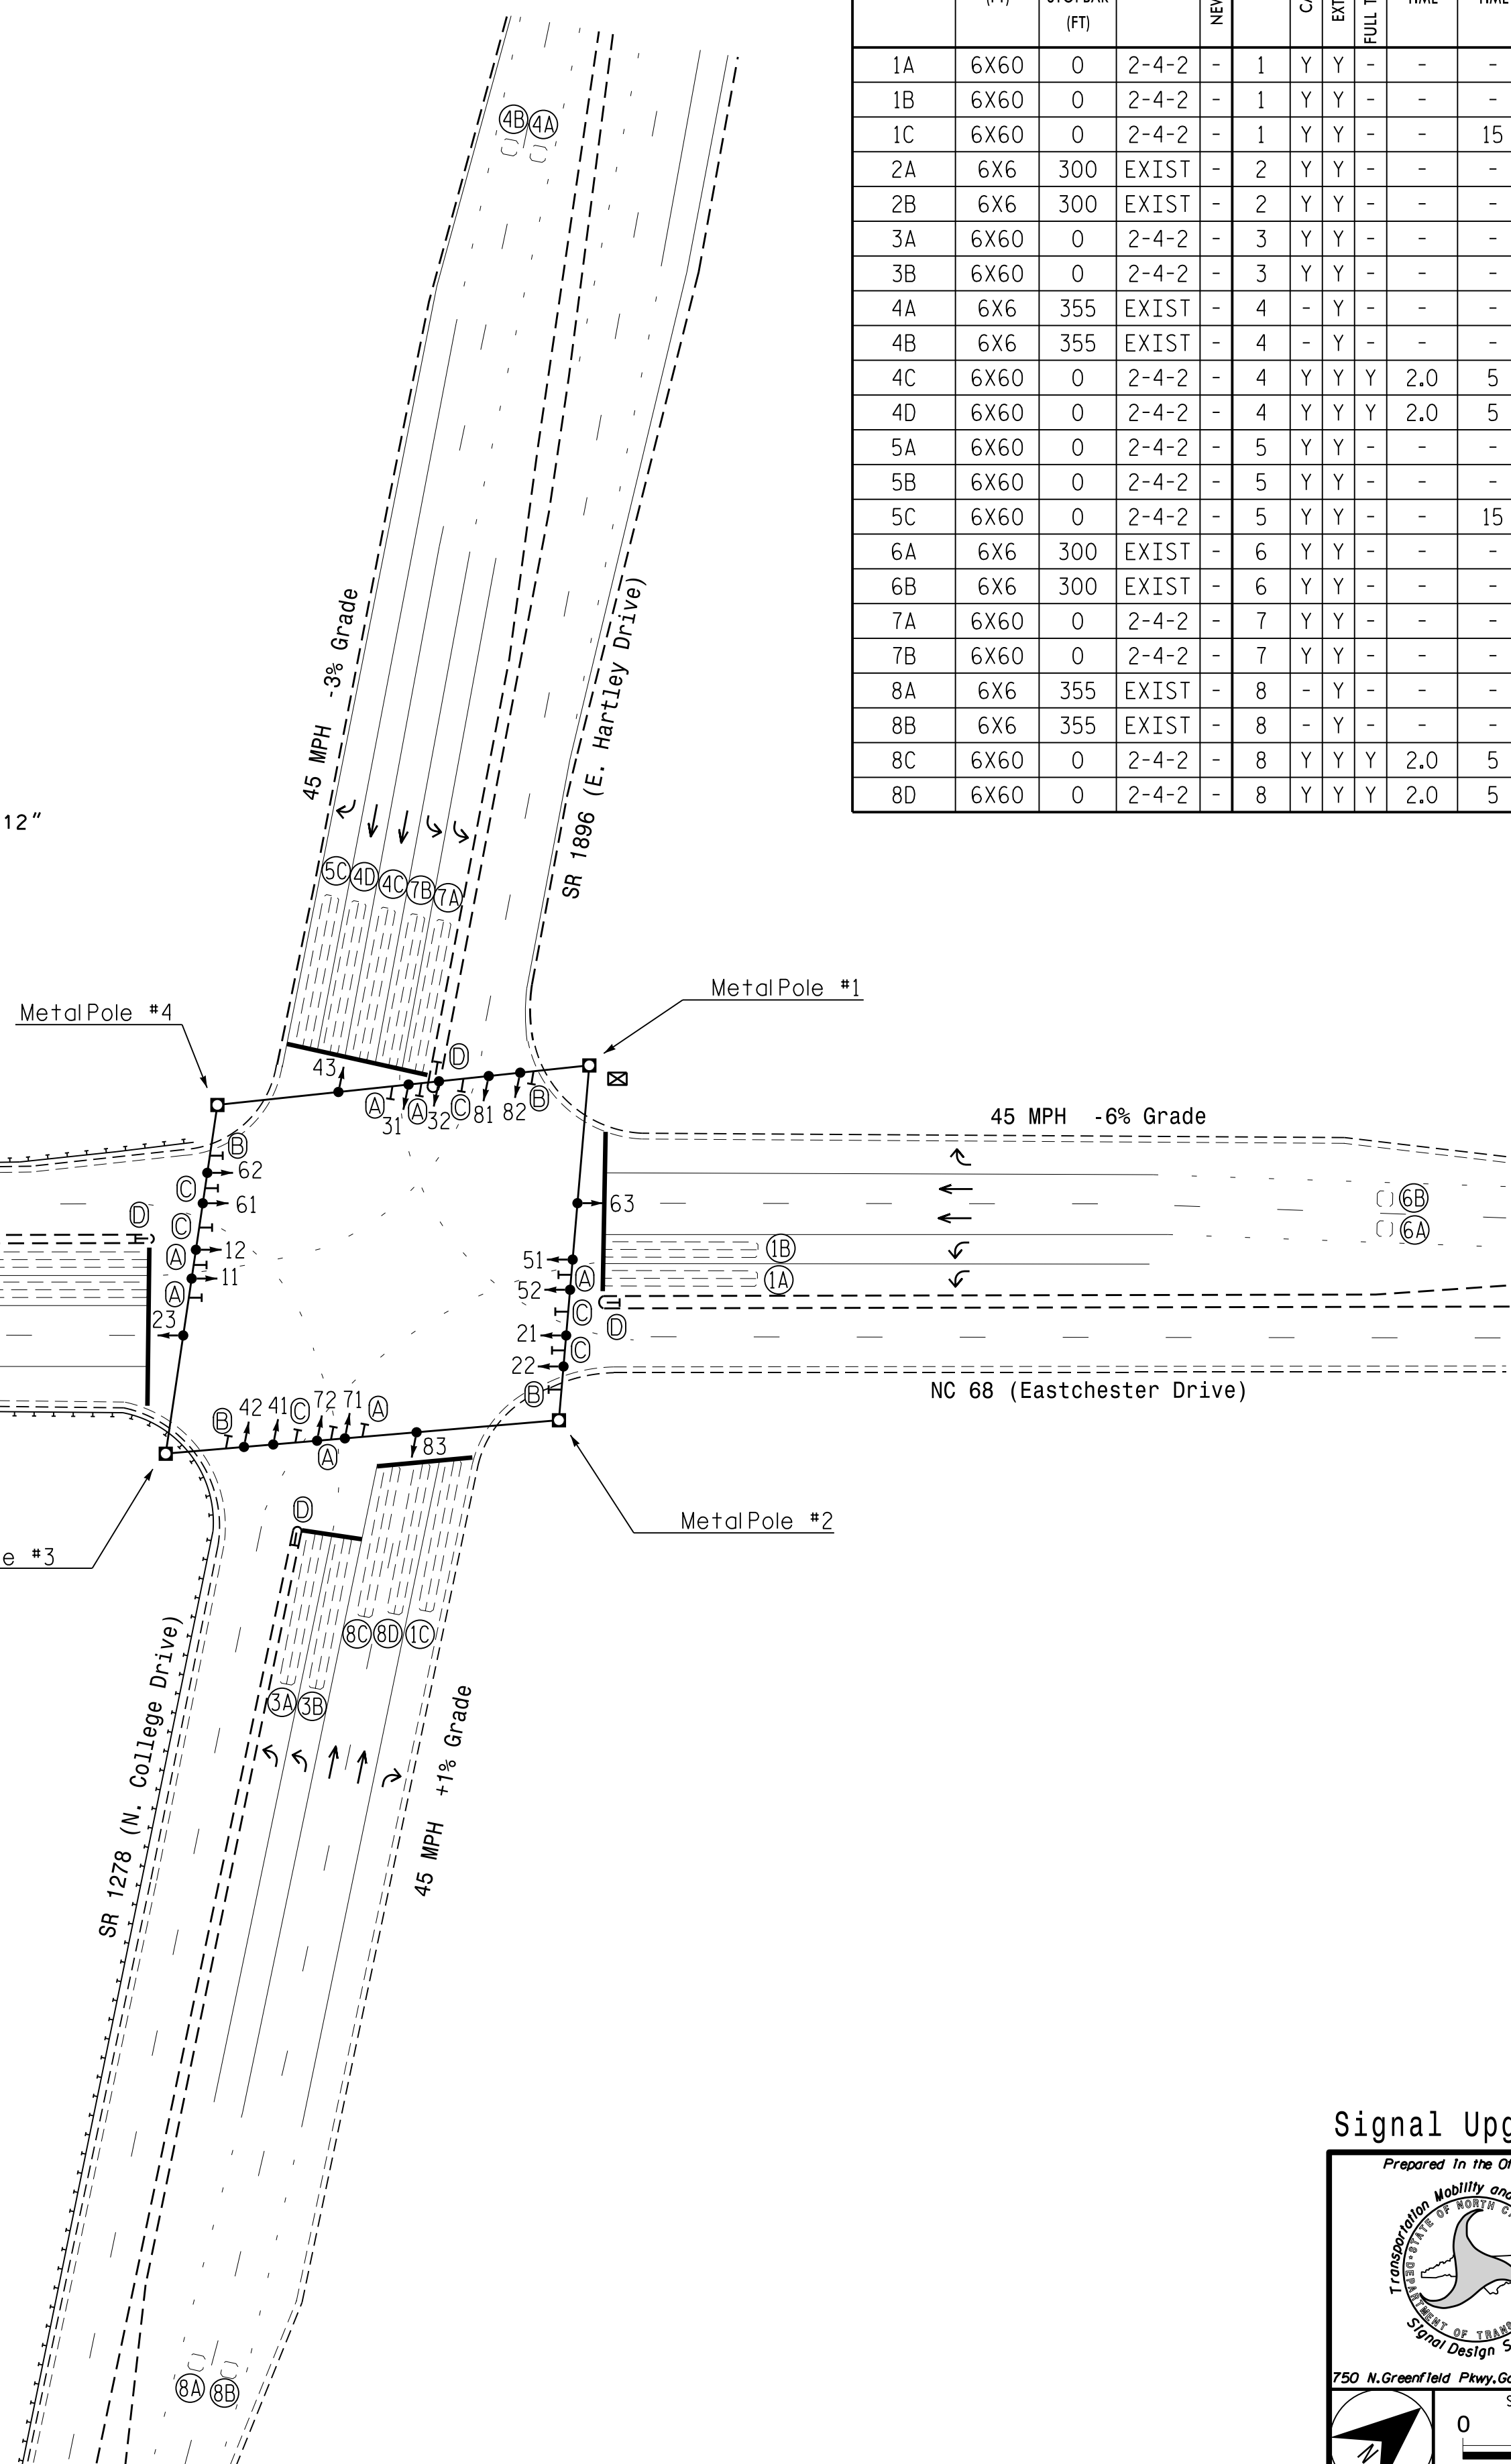 (FT)
(FT)
NEW
1A 6X60 0 2-4-2 - 1 Y Y - - -
1B 6X60 0 2-4-2 - 1 Y Y - - -
1C 6X60 0 2-4-2 - 1 Y Y - - 15
2A 6X6 300 EXIST - 2 Y Y - - -
2B 6X6 300 EXIST - 2 Y Y - - -
3A 6X60 0 2-4-2 - 3 Y Y - - -
3B 6X60 0 2-4-2 - 3 Y Y - - -
4A 6X6 355 EXIST - 4 - Y - - -
4B 6X6 355 EXIST - 4 - Y - - -
4C 6X60 0 2-4-2 - 4 Y Y Y 2.0 5
4D 6X60 0 2-4-2 - 4 Y Y Y 2.0 5
5A 6X60 0 2-4-2 - 5 Y Y - - -
5B 6X60 0 2-4-2 - 5 Y Y - - -
5C 6X60 0 2-4-2 - 5 Y Y - - 15
6A 6X6 300 EXIST - 6 Y Y - - -
6B 6X6 300 EXIST - 6 Y Y - - -
7A 6X60 0 2-4-2 - 7 Y Y - - -
7B 6X60 0 2-4-2 - 7 Y Y - - -
8A 6X6 355 EXIST - 8 - Y - - -
8B 6X6 355 EXIST - 8 - Y - - -
8C 6X60 0 2-4-2 - 8 Y Y Y 2.0 5
8D 6X60 0 2-4-2 - 8 Y Y Y 2.0 5
4B 4A
45 MPH -3% Grade
SR 1896 (E. Hartley Drive)
12"
5C 4D 4C 7B 7A
Metal Pole #1
Metal Pole #4
43
D
A 31 A 32 C 81 82 B
45 MPH -6% Grade
B
62
C
61
D
C
A
12
A
11
23
63
6B
6A
51
1B
A
1A
52
C
D
21
C
22
B
NC 68 (Eastchester Drive)
B 42 41 C 72 71 A
A
83
D
Metal Pole #2
e #3
8C 8D 1C
3A 3B
SR 1278 (N. College Drive)
45 MPH +1% Grade
8A 8B
Signal Upg
Prepared in the Of
Transportation Mobility and
STATE OF NORTH C
DEPARTMENT OF TRANS
Signal Design S
750 N.Greenfield Pkwy,Ga
0
N